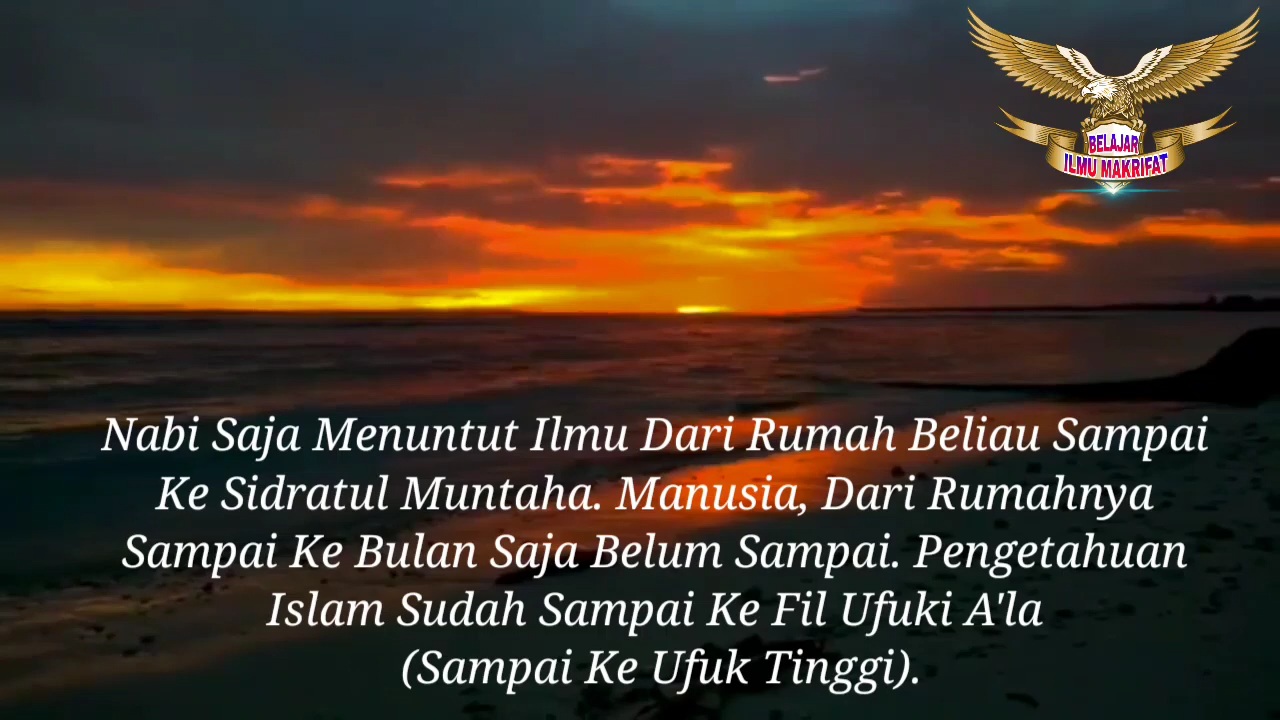 BELAJAR
ILMU MAKRIFAT
Nabi Saja Menuntut Ilmu Dari Rumah Beliau Sampai
Ke Sidratul Muntaha. Manusia, Dari Rumahnya
Sampai Ke Bulan Saja Belum Sampai. Pengetahuan
Islam Sudah Sampai Ke Fil Ufuki A'la
(Sampai Ke Ufuk Tinggi).